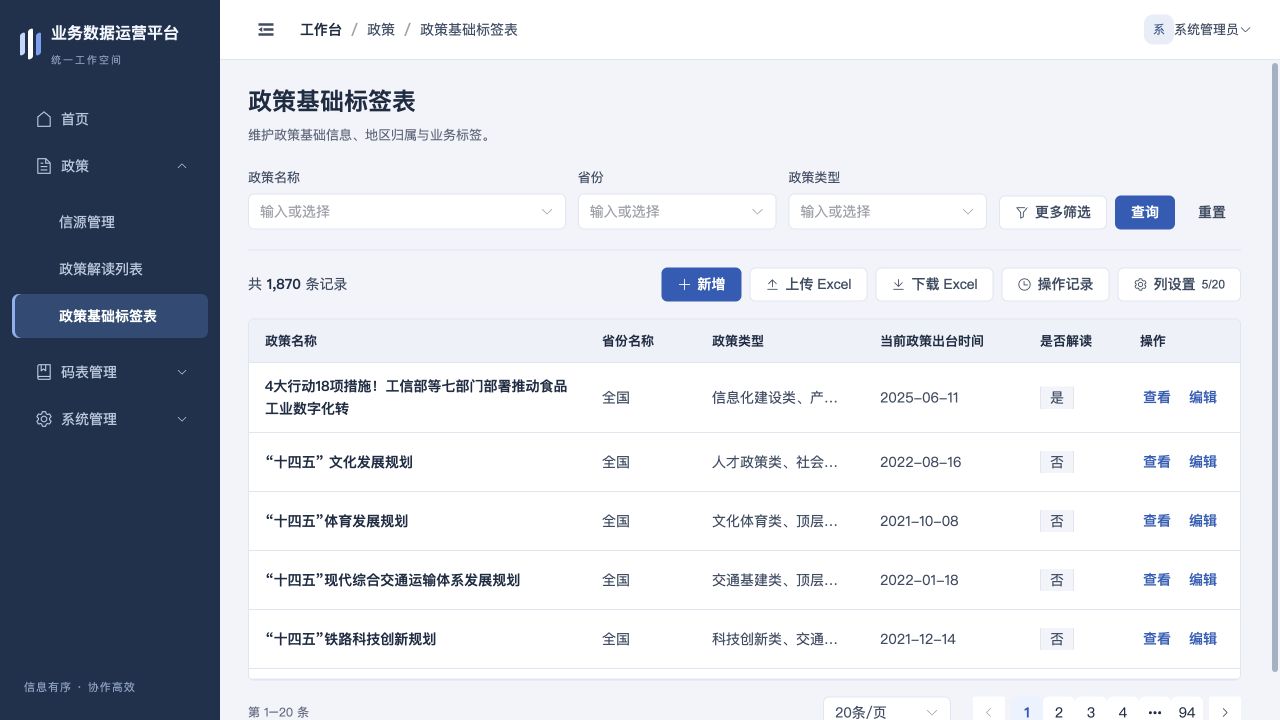 业务数据运营平台
统一工作空间
首页
政策
信源管理
政策解读列表
政策基础标签表
码表管理
系统管理
信息有序 · 协作高效
工作台 / 政策 / 政策基础标签表
系 系统管理员
政策基础标签表
维护政策基础信息、地区归属与业务标签。
政策名称 省份 政策类型
输入或选择 输入或选择 输入或选择 更多筛选 查询 重置
共 1,870 条记录 新增 上传 Excel 下载 Excel 操作记录 列设置 5/20
政策名称 省份名称 政策类型 当前政策出台时间 是否解读 操作
4大行动18项措施！工信部等七部门部署推动食品
工业数字化转 全国 信息化建设类、产... 2025-06-11 是 查看 编辑
“十四五” 文化发展规划 全国 人才政策类、社会... 2022-08-16 否 查看 编辑
“十四五”体育发展规划 全国 文化体育类、顶层... 2021-10-08 否 查看 编辑
“十四五”现代综合交通运输体系发展规划 全国 交通基建类、顶层... 2022-01-18 否 查看 编辑
“十四五”铁路科技创新规划 全国 科技创新类、交通... 2021-12-14 否 查看 编辑
第 1–20 条 20条/页 1 2 3 4 ... 94